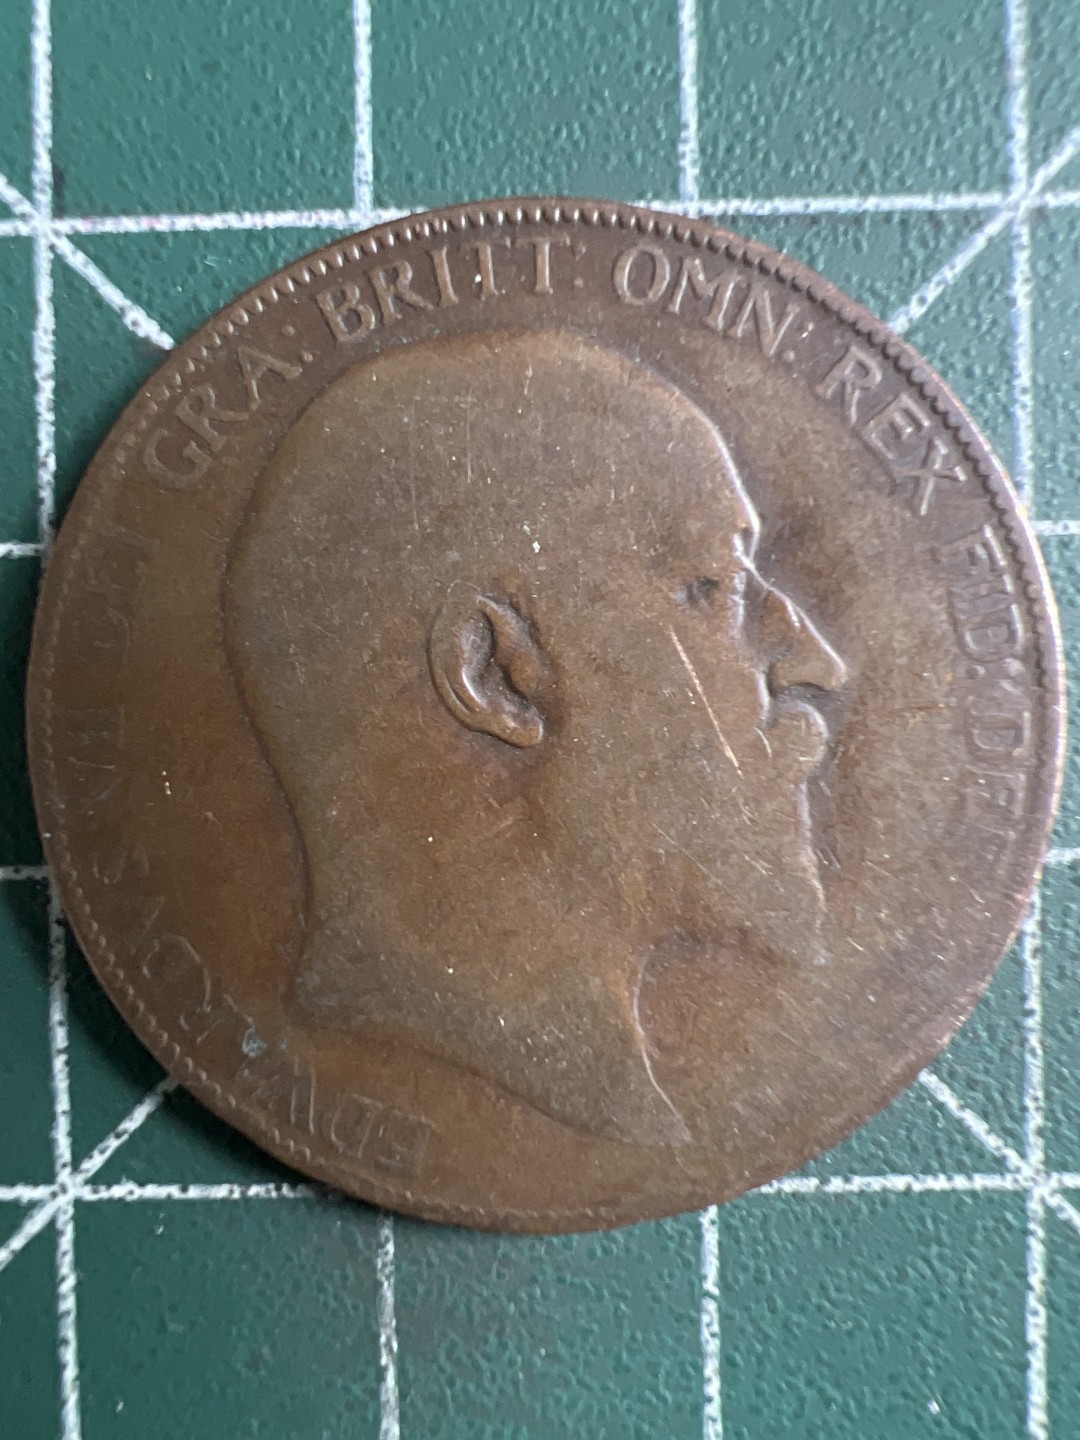 EDWARDVS VII DEI GRA: BRITT: OMN: REX FID: DEF: